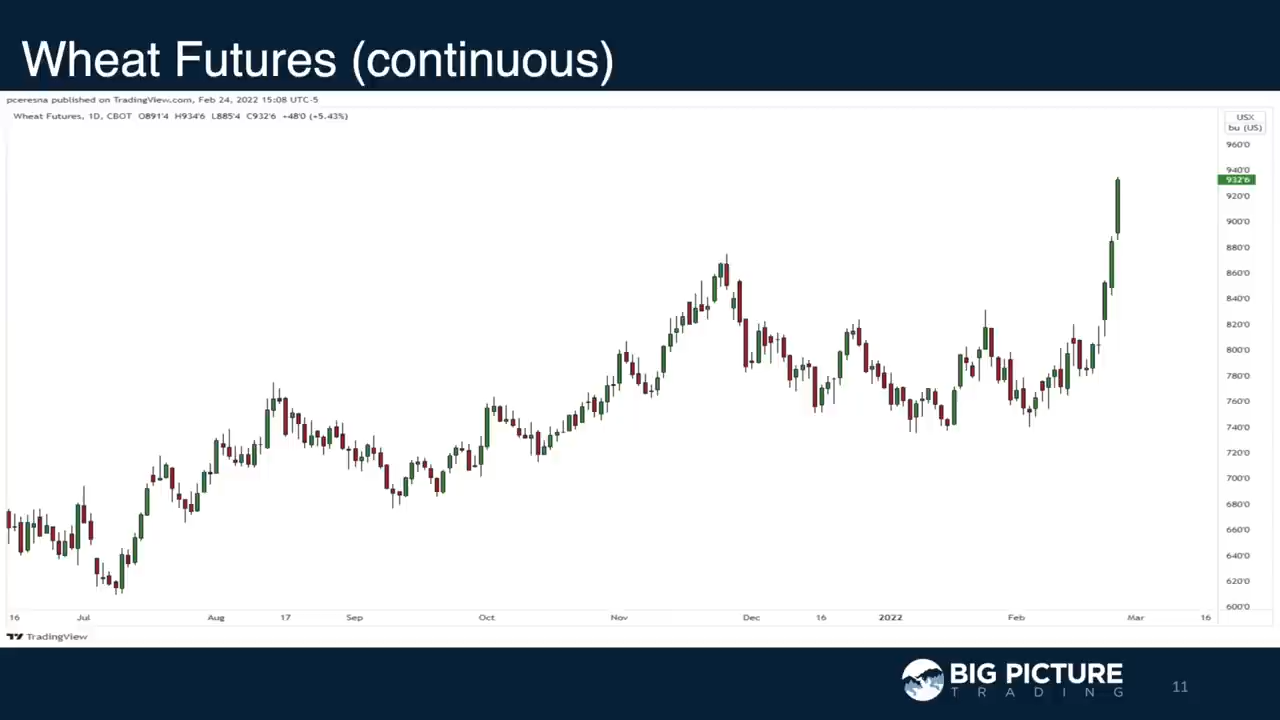 Wheat Futures (continuous)
pceresna published on TradingView.com, Feb 24, 2022 15:08 UTC-5
Wheat Futures, 1D, CBOT O891'4 H934'6 L885'4 C932'6 +48'0 (+5.43%)
USX
bu (US)
960'0
940'0
932'6
920'0
900'0
880'0
860'0
840'0
820'0
800'0
780'0
760'0
740'0
720'0
700'0
680'0
660'0
640'0
620'0
600'0
16 Jul Aug 17 Sep Oct Nov Dec 16 2022 Feb Mar 16
TradingView
BIG PICTURE
TRADING
11